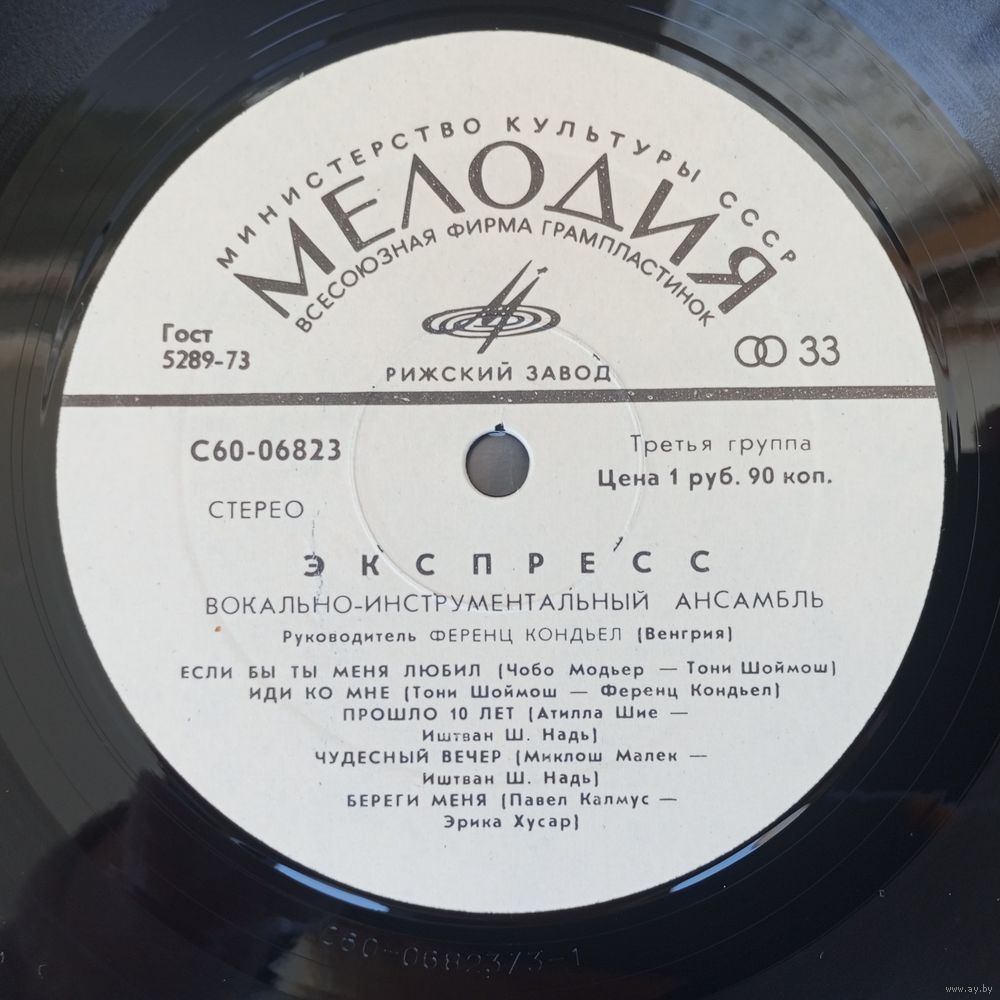 МИНИСТЕРСТВО КУЛЬТУРЫ СССР
МЕЛОДИЯ
ВСЕСОЮЗНАЯ ФИРМА ГРАМПЛАСТИНОК
Гост
5289-73
33
РИЖСКИЙ ЗАВОД
С60-06823
Третья группа
Цена 1 руб. 90 коп.
СТЕРЕО
ЭКСПРЕСС
ВОКАЛЬНО-ИНСТРУМЕНТАЛЬНЫЙ АНСАМБЛЬ
Руководитель ФЕРЕНЦ КОНДЬЕЛ (Венгрия)
ЕСЛИ БЫ ТЫ МЕНЯ ЛЮБИЛ (Чобо Модьер — Тони Шоймош)
ИДИ КО МНЕ (Тони Шоймош — Ференц Кондьел)
ПРОШЛО 10 ЛЕТ (Атилла Шие —
Иштван Ш. Надь)
ЧУДЕСНЫЙ ВЕЧЕР (Миклош Малек —
Иштван Ш. Надь)
БЕРЕГИ МЕНЯ (Павел Калмус —
Эрика Хусар)
С60-06823/3-1
www.ay.by